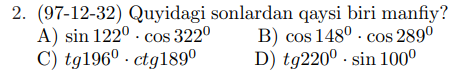 2. (97-12-32) Quyidagi sonlardan qaysi biri manfiy?
A) sin 122⁰ · cos 322⁰ B) cos 148⁰ · cos 289⁰
C) tg196⁰ · ctg189⁰ D) tg220⁰ · sin 100⁰